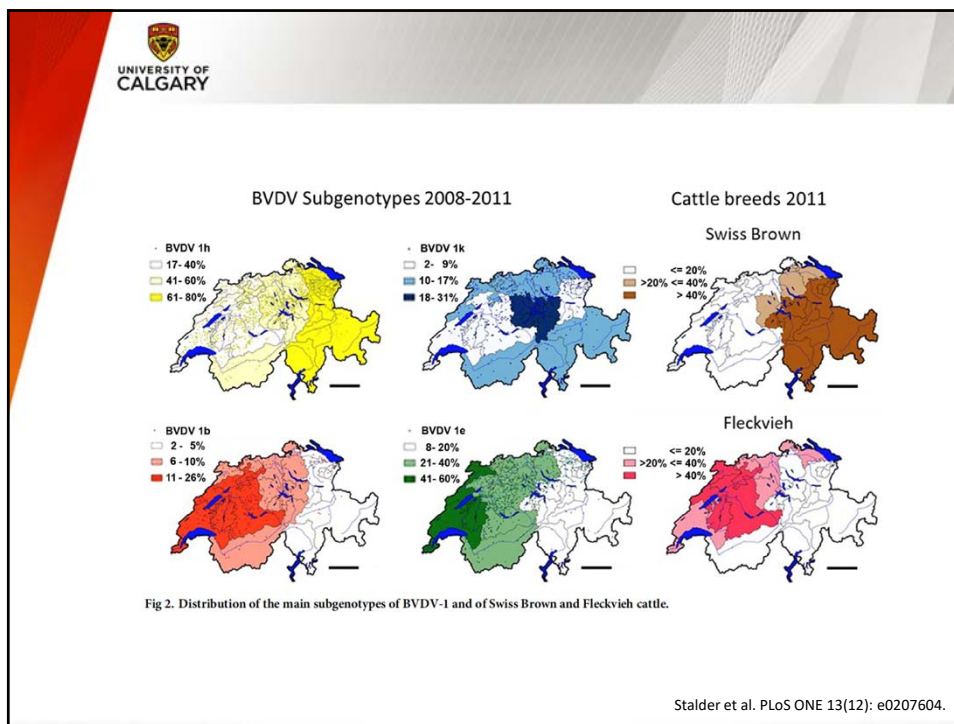 UNIVERSITY OF
CALGARY
BVDV Subgenotypes 2008-2011
Cattle breeds 2011
Swiss Brown
BVDV 1h
17- 40%
41- 60%
61- 80%
BVDV 1k
2- 9%
10- 17%
18- 31%
<= 20%
>20% <= 40%
> 40%
Fleckvieh
BVDV 1b
2 - 5%
6 - 10%
11 - 26%
BVDV 1e
8- 20%
21- 40%
41- 60%
<= 20%
>20% <= 40%
> 40%
Fig 2. Distribution of the main subgenotypes of BVDV-1 and of Swiss Brown and Fleckvieh cattle.
Stalder et al. PLoS ONE 13(12): e0207604.